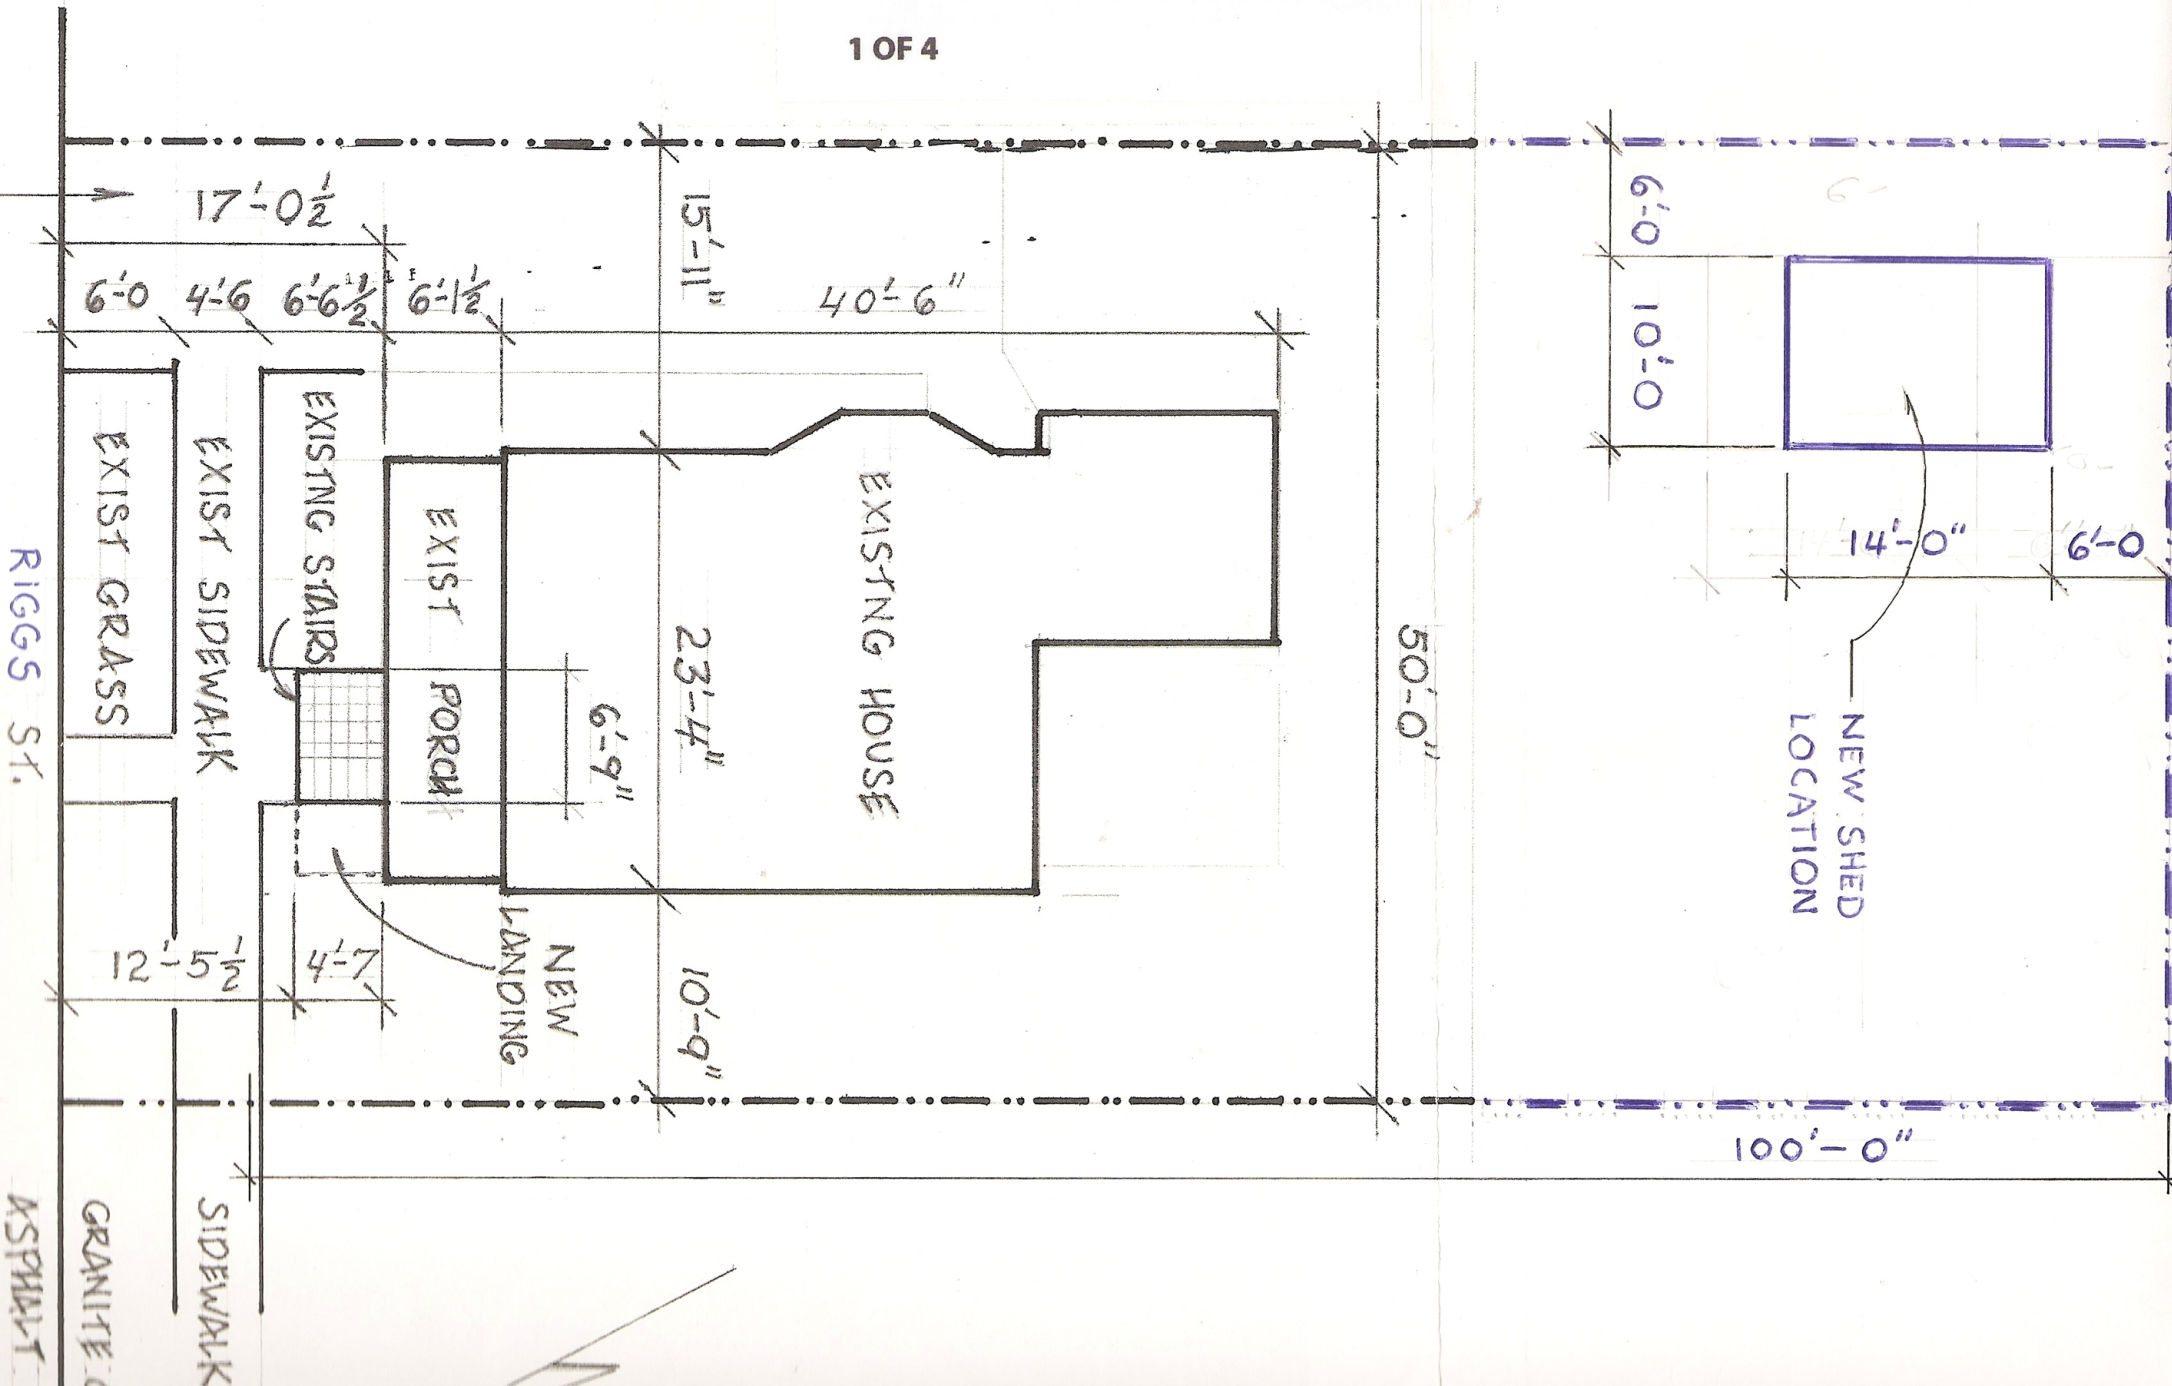 1 OF 4
17'-0 1/2
6'-0
4'-6
6'-6 1/2
6'-1 1/2
40'-6"
15'-11"
6'-0
10'-0
14'-0"
6'-0
EXIST GRASS
EXIST SIDEWALK
EXISTNG STAIRS
EXIST PORCH
EXISTNG HOUSE
6'-9"
23'-4"
50'-0"
NEW SHED
LOCATION
RIGGS ST.
12'-5 1/2
4'-7
NEW
LANDING
10'-9"
100'-0"
ASPHALT
GRANITE
SIDEWALK